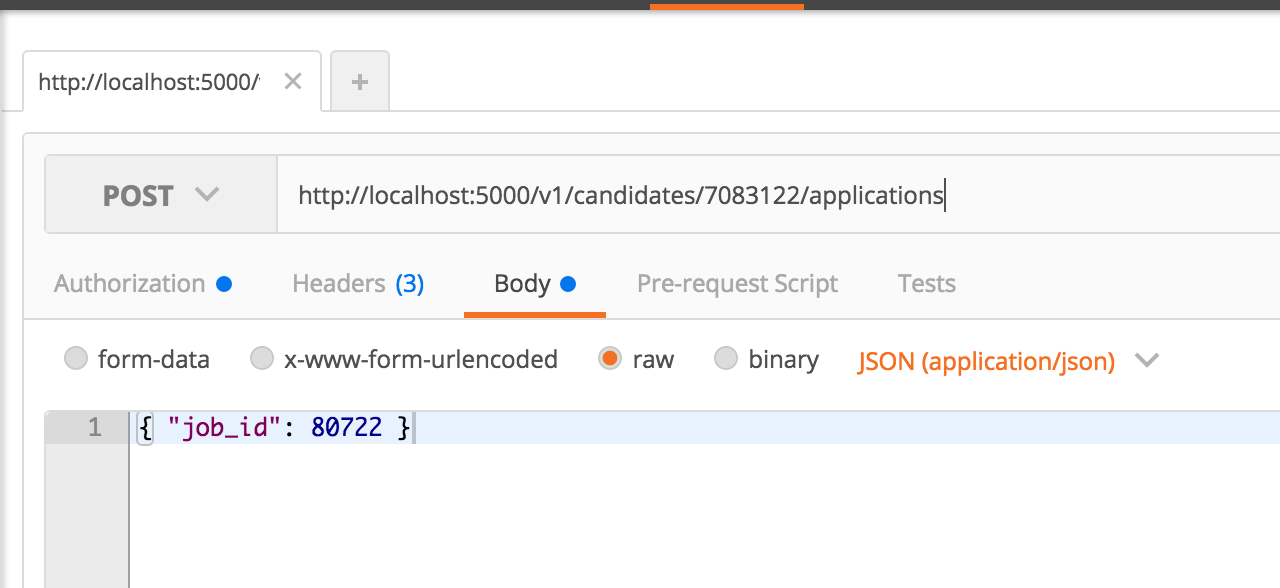 http://localhost:5000/
POST http://localhost:5000/v1/candidates/7083122/applications
Authorization Headers (3) Body Pre-request Script Tests
form-data x-www-form-urlencoded raw binary JSON (application/json)
1 { "job_id": 80722 }